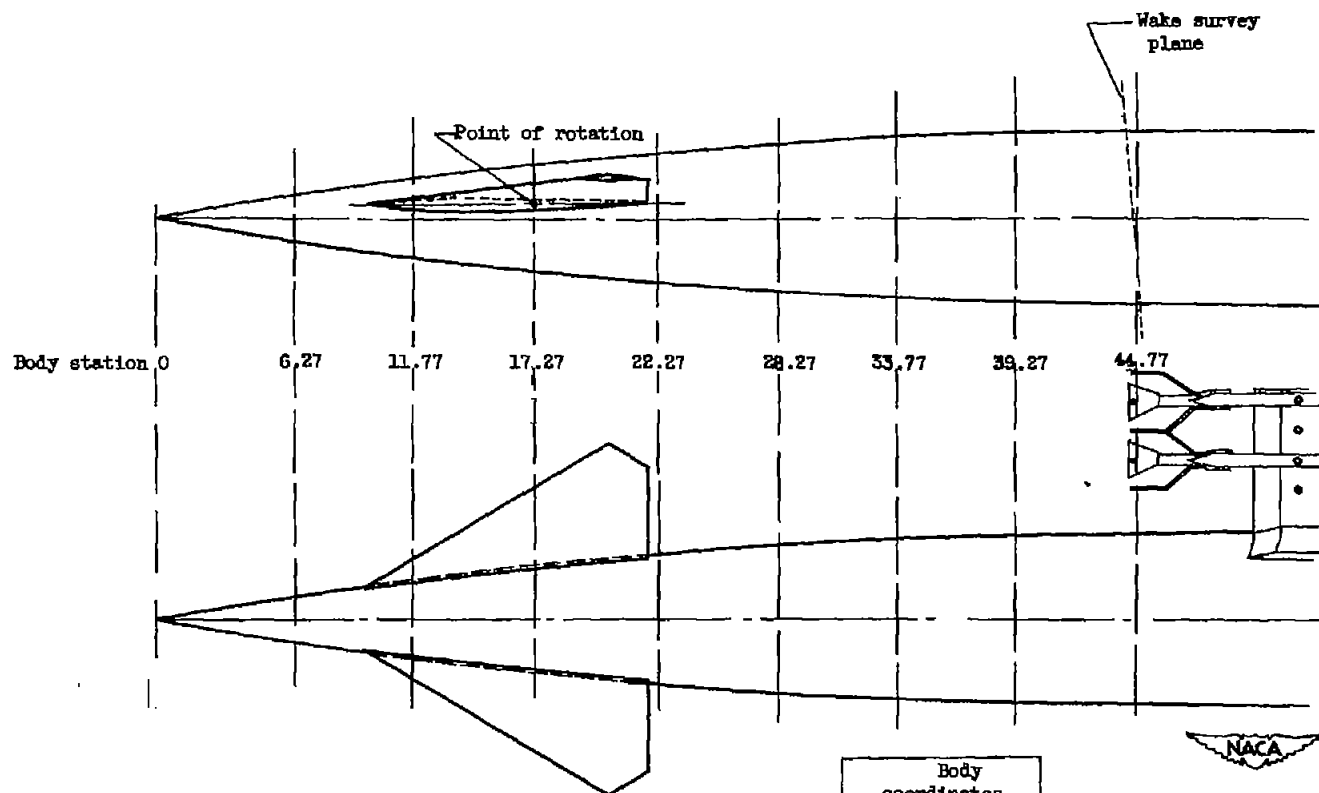 Wake survey
plane
Point of rotation
Body station 0 6.27 11.77 17.27 22.27 28.27 33.77 39.27 44.77
NACA
Body
coordinates